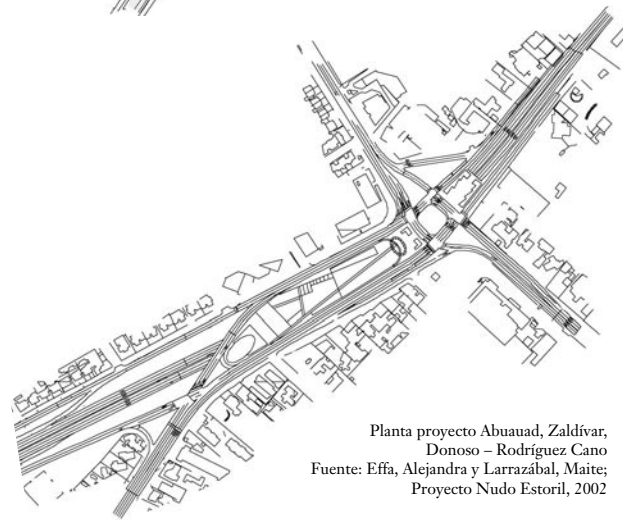 Planta proyecto Abuauad, Zaldívar,
Donoso – Rodríguez Cano
Fuente: Effa, Alejandra y Larrazábal, Maite;
Proyecto Nudo Estoril, 2002